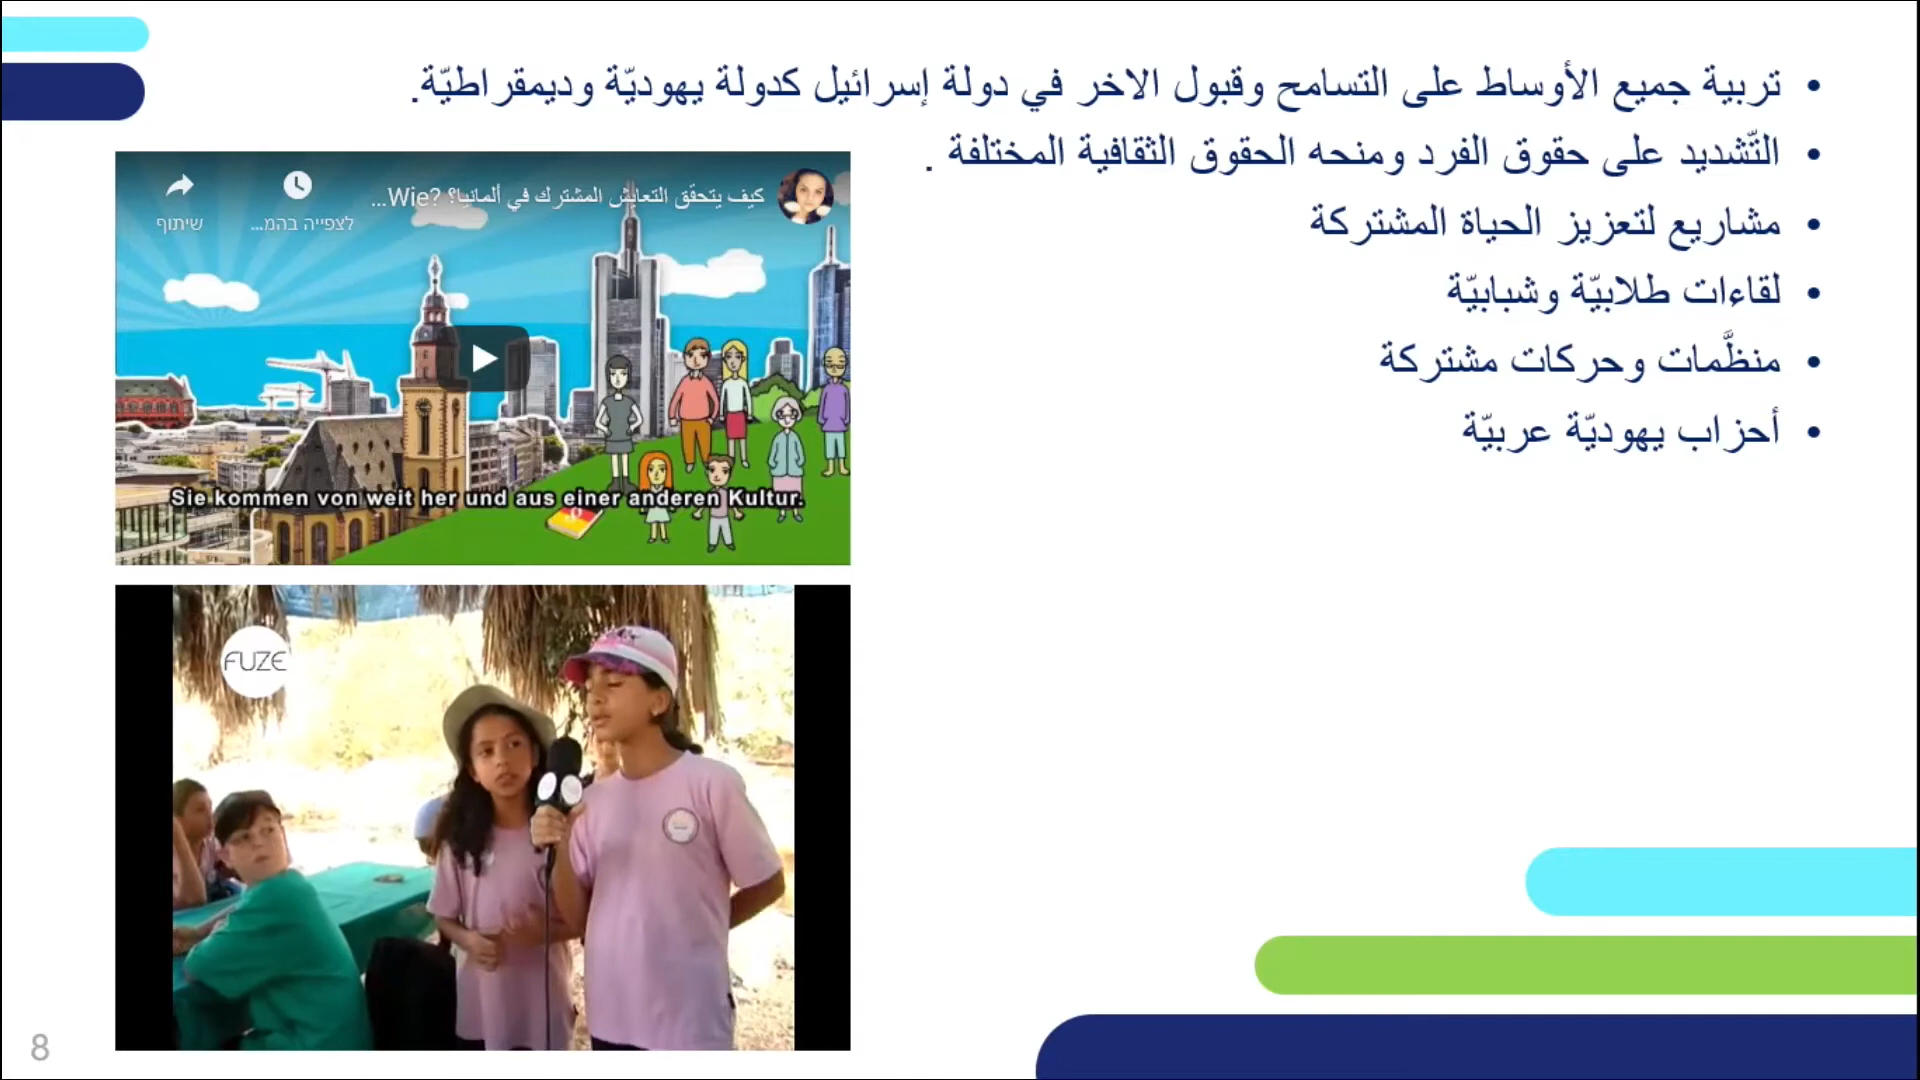 • تربية جميع الأوساط على التسامح وقبول الاخر في دولة إسرائيل كدولة يهوديّة وديمقراطيّة.
• التّشديد على حقوق الفرد ومنحه الحقوق الثقافية المختلفة .
• مشاريع لتعزيز الحياة المشتركة
• لقاءات طلابيّة وشبابيّة
• منظَّمات وحركات مشتركة
• أحزاب يهوديّة عربيّة
كيف يتحقق التعايش المشترك في ألمانيا؟ Wie?...
לצפייה בהמ...
שיתוף
Sie kommen von weit her und aus einer anderen Kultur.
FUZE
8